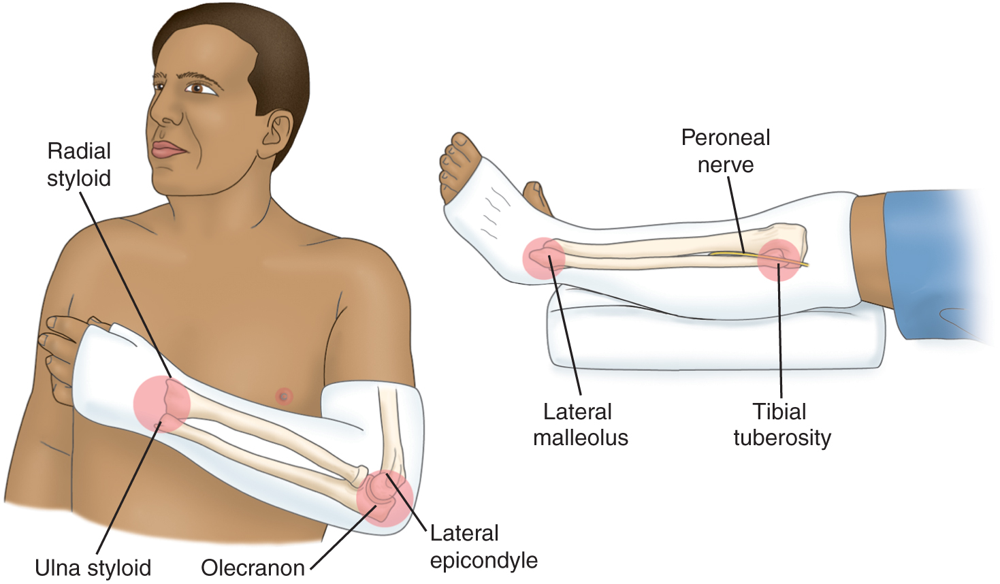 Radial
styloid
Peroneal
nerve
Lateral
malleolus
Tibial
tuberosity
Ulna styloid
Olecranon
Lateral
epicondyle